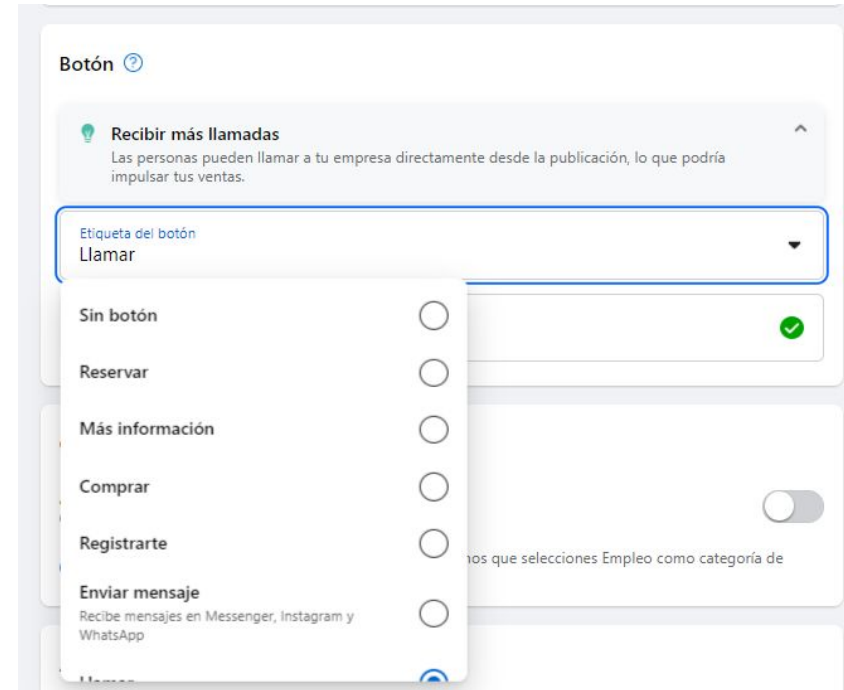 Botón
Recibir más llamadas
Las personas pueden llamar a tu empresa directamente desde la publicación, lo que podría
impulsar tus ventas.
Etiqueta del botón
Llamar
Sin botón
Reservar
Más información
Comprar
Registrarte
que selecciones Empleo como categoría de
Enviar mensaje
Recibe mensajes en Messenger, Instagram y
WhatsApp
Llamar